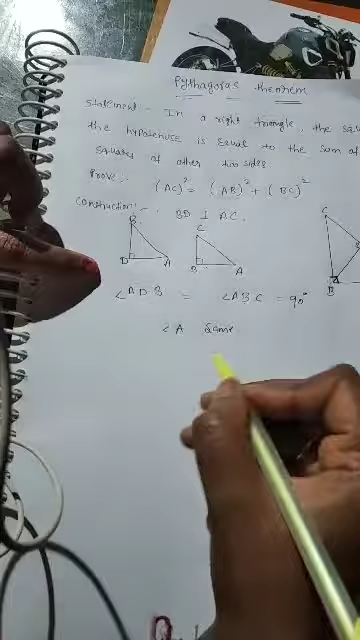 Pythagoras theorem
Statement :- In a right triangle, the squa
the hypotenuse is equal to the sum of
squares of other two sides.
Prove:- (AC)² = (AB)² + (BC)²
Construction:- BD ⊥ AC.
B
D A
C
B A
C
B
∠ADB = ∠ABC = 90°
∠A Same